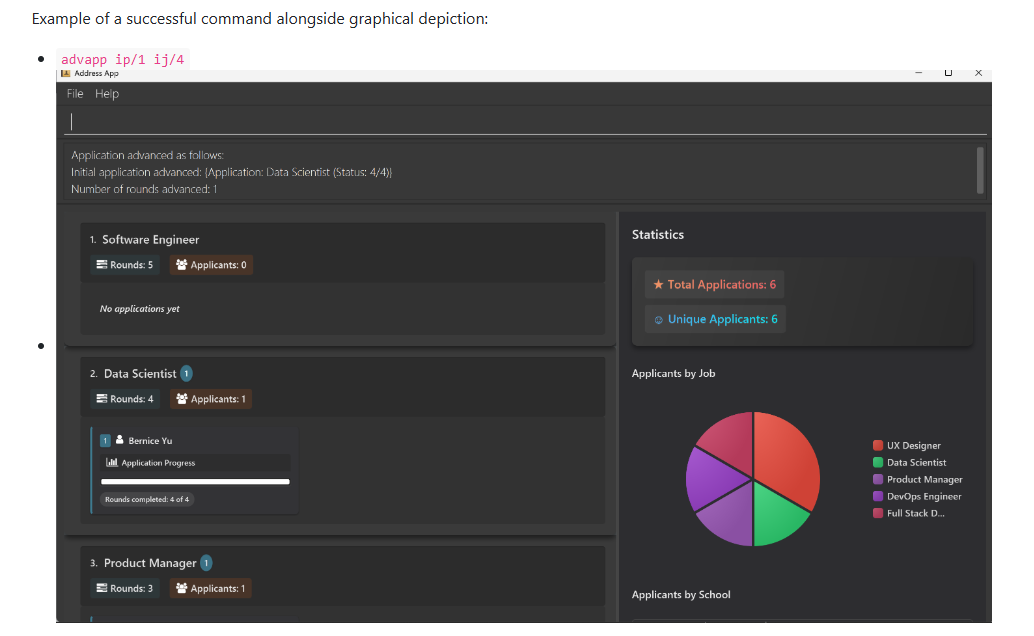 Example of a successful command alongside graphical depiction:
advapp ip/1 ij/4
Address App
File Help
Application advanced as follows:
Initial application advanced: {Application: Data Scientist (Status: 4/4)}
Number of rounds advanced: 1
1. Software Engineer
Rounds: 5 Applicants: 0
No applications yet
2. Data Scientist 1
Rounds: 4 Applicants: 1
1 Bernice Yu
Application Progress
Rounds completed: 4 of 4
3. Product Manager 1
Rounds: 3 Applicants: 1
Statistics
Total Applications: 6
Unique Applicants: 6
Applicants by Job
UX Designer
Data Scientist
Product Manager
DevOps Engineer
Full Stack D...
Applicants by School